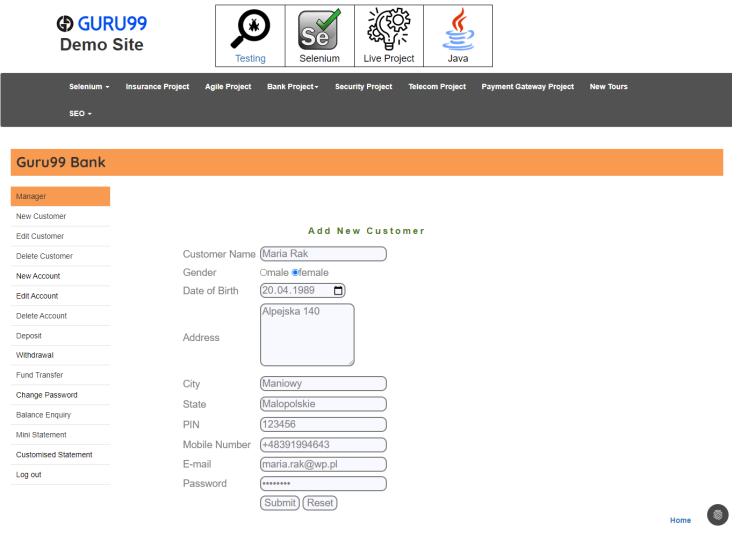 GURU99
Demo Site
Testing
Se
Selenium
Live Project
Java
Selenium
Insurance Project
Agile Project
Bank Project
Security Project
Telecom Project
Payment Gateway Project
New Tours
SEO
Guru99 Bank
Manager
New Customer
Edit Customer
Delete Customer
New Account
Edit Account
Delete Account
Deposit
Withdrawal
Fund Transfer
Change Password
Balance Enquiry
Mini Statement
Customised Statement
Log out
Add New Customer
Customer Name Maria Rak
Gender male female
Date of Birth 20.04.1989
Address Alpejska 140
City Maniowy
State Malopolskie
PIN 123456
Mobile Number +48391994643
E-mail maria.rak@wp.pl
Password ••••••••
Submit Reset
Home